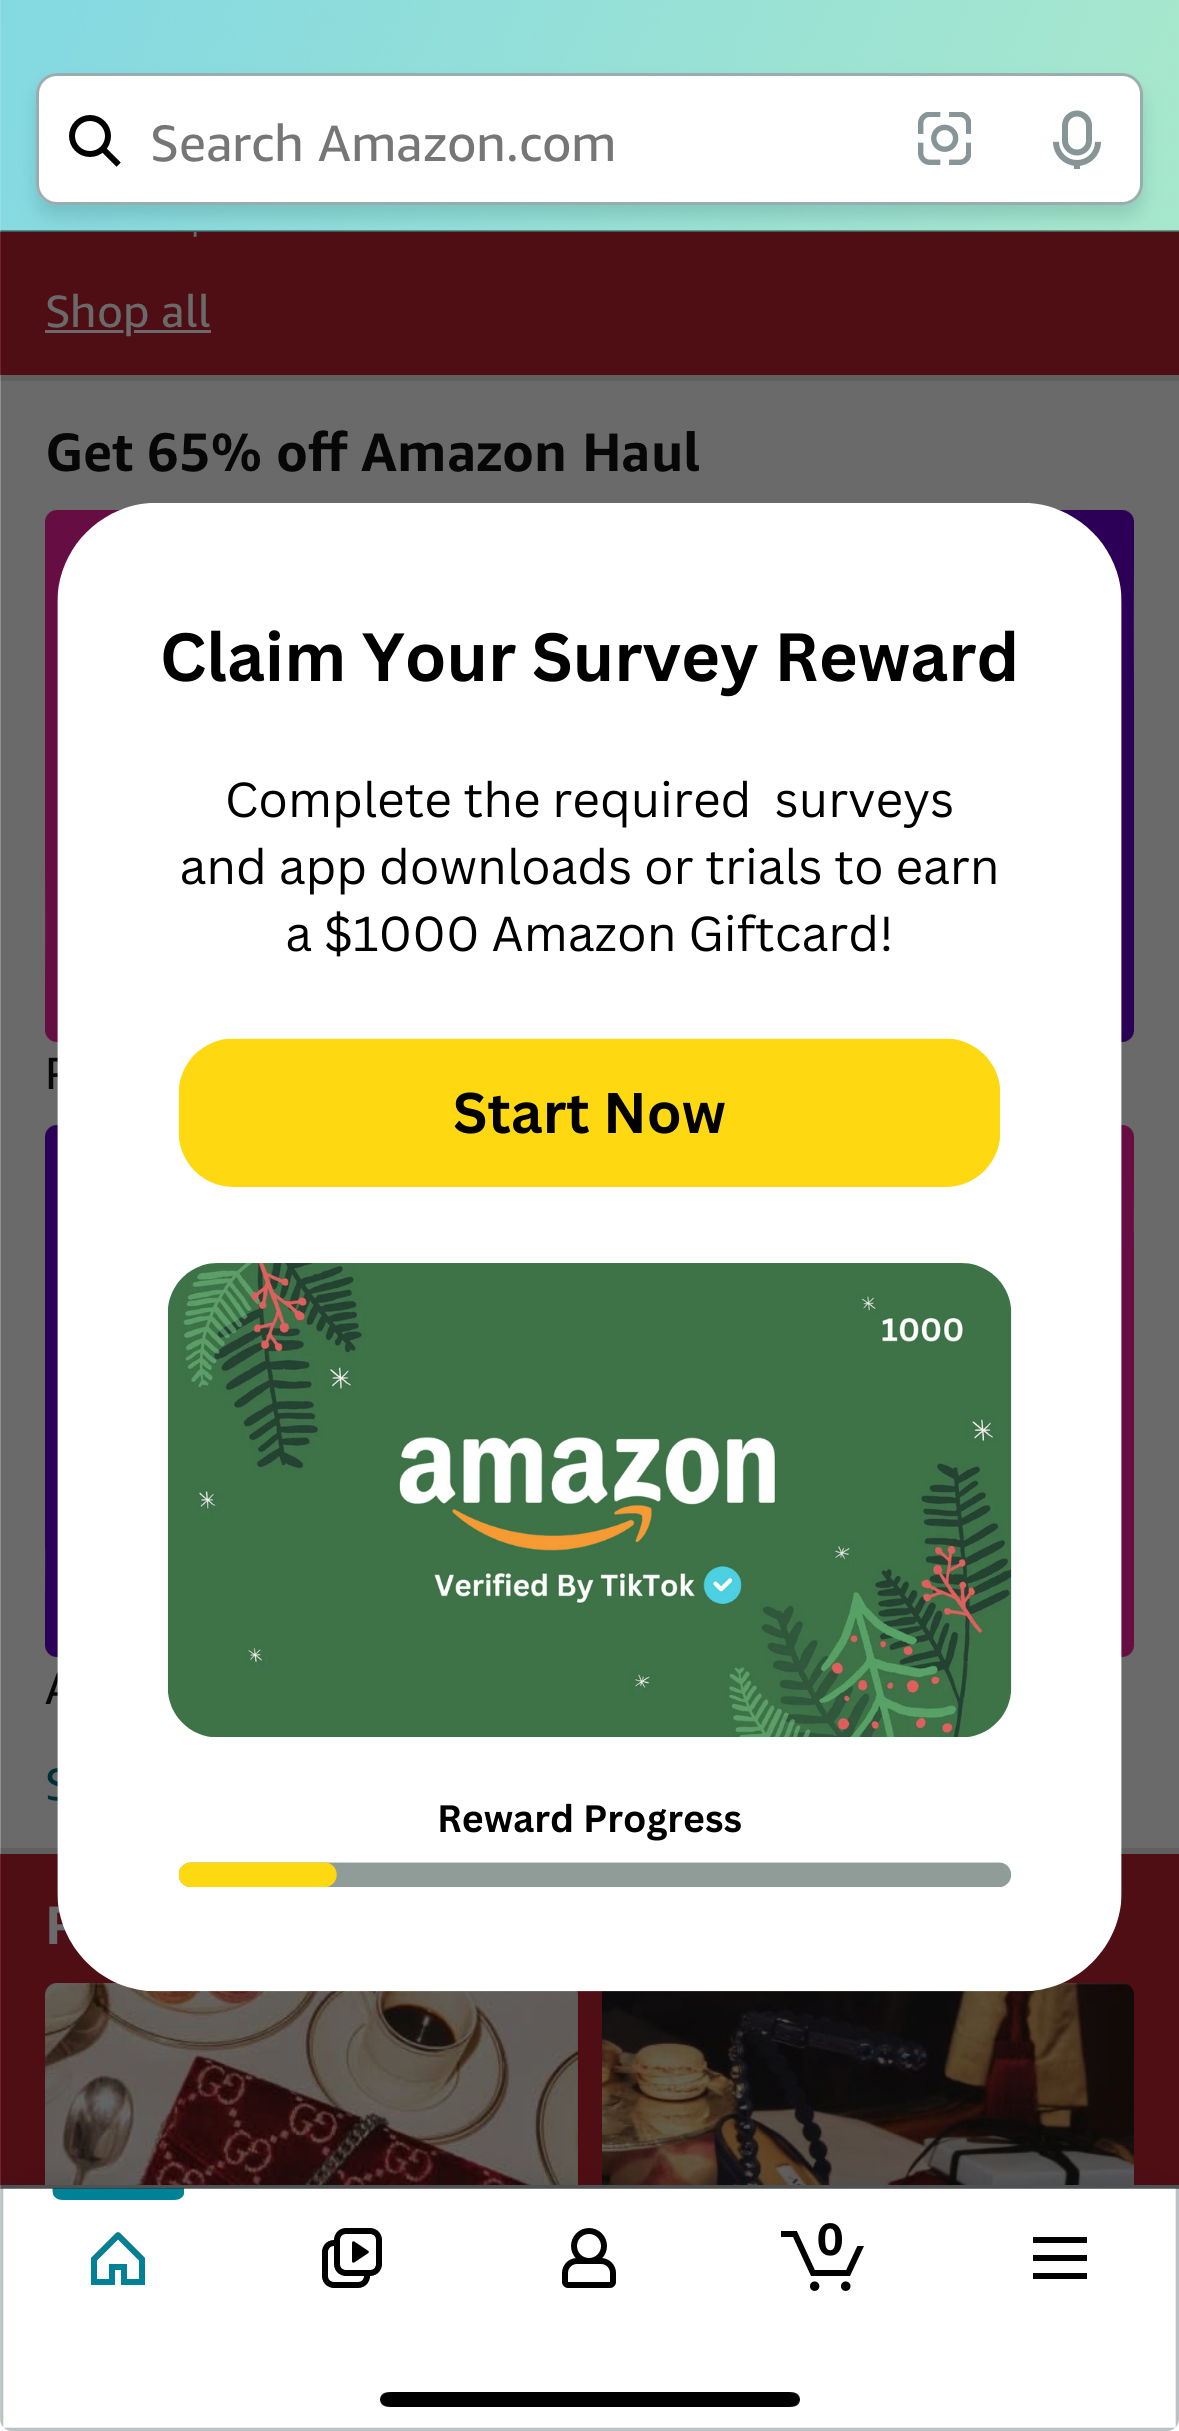 Search Amazon.com
Shop all
Get 65% off Amazon Haul
Claim Your Survey Reward
Complete the required surveys
and app downloads or trials to earn
a $1000 Amazon Giftcard!
Start Now
1000
amazon
Verified By TikTok
Reward Progress
0